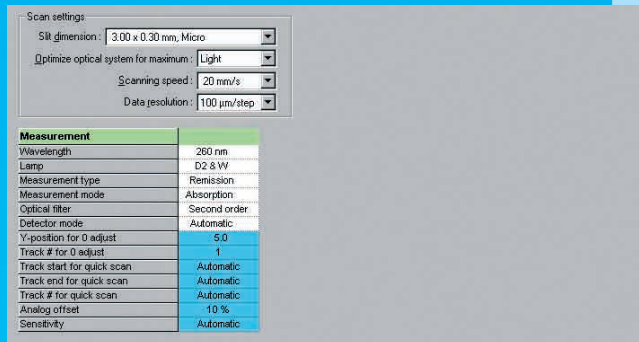 Scan settings
Slit dimension : 3.00 x 0.30 mm, Micro
Optimize optical system for maximum : Light
Scanning speed : 20 mm/s
Data resolution : 100 µm/step
Measurement
Wavelength 260 nm
Lamp D2 & W
Measurement type Remission
Measurement mode Absorption
Optical filter Second order
Detector mode Automatic
Y-position for 0 adjust 5.0
Track # for 0 adjust 1
Track start for quick scan Automatic
Track end for quick scan Automatic
Track # for quick scan Automatic
Analog offset 10 %
Sensitivity Automatic